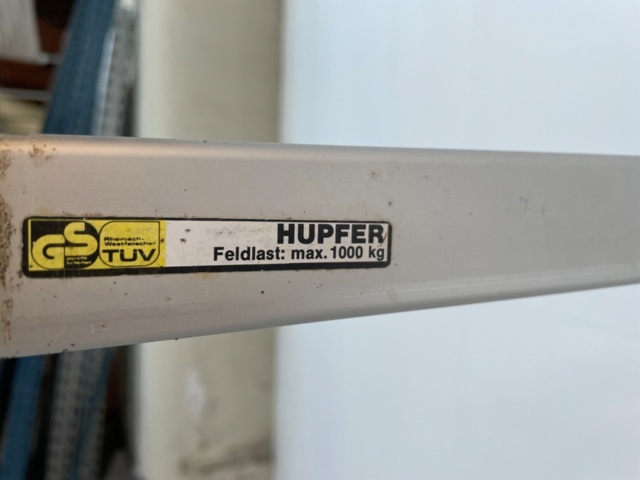 GS
Rheinisch-
Westfälischer
TÜV
HUPFER
Feldlast: max. 1000 kg